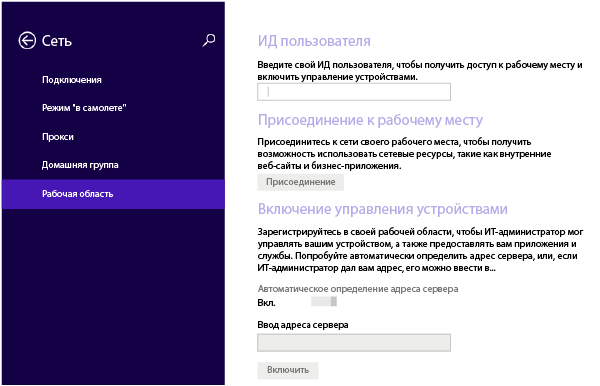 Сеть
Подключения
Режим "в самолете"
Прокси
Домашняя группа
Рабочая область
ИД пользователя
Введите свой ИД пользователя, чтобы получить доступ к рабочему месту и
включить управление устройствами.
Присоединение к рабочему месту
Присоединитесь к сети своего рабочего места, чтобы получить
возможность использовать сетевые ресурсы, такие как внутренние
веб-сайты и бизнес-приложения.
Присоединение
Включение управления устройствами
Зарегистрируйтесь в своей рабочей области, чтобы ИТ-администратор мог
управлять вашим устройством, а также предоставлять вам приложения и
службы. Попробуйте автоматически определить адрес сервера, или, если
ИТ-администратор дал вам адрес, его можно ввести в...
Автоматическое определение адреса сервера
Вкл.
Ввод адреса сервера
Включить